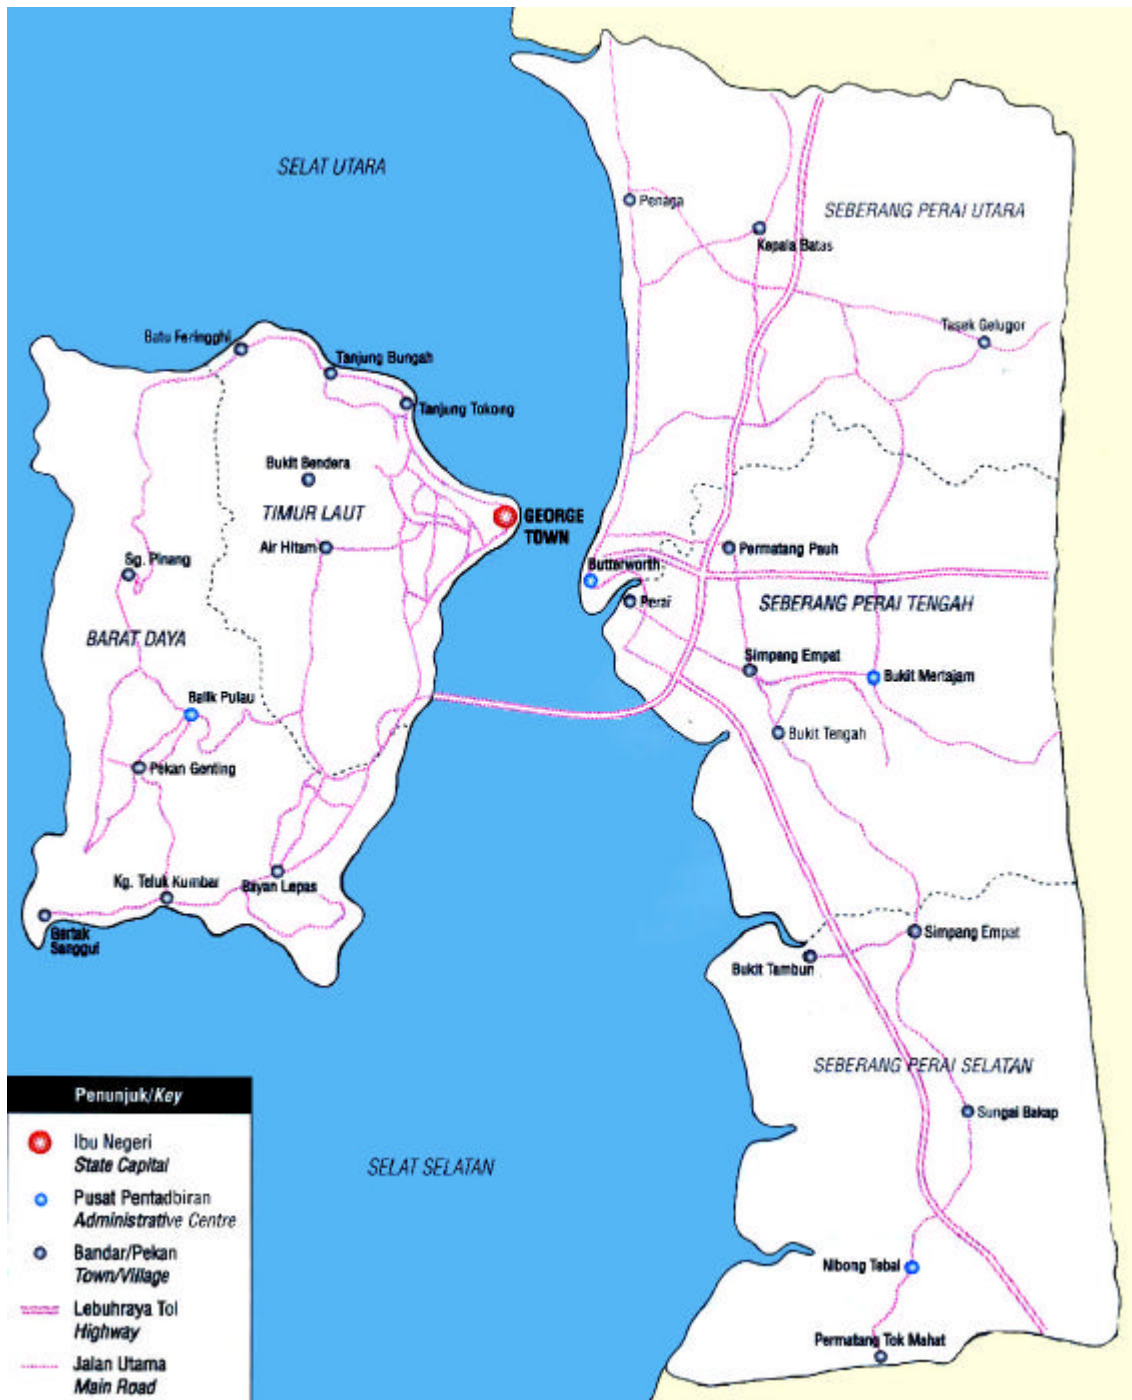 SELAT UTARA
Penaga
SEBERANG PERAI UTARA
Kepala Batas
Tasek Gelugor
Batu Feringghi
Tanjung Bungah
Tanjung Tokong
Bukit Bendera
TIMUR LAUT
GEORGE
TOWN
Air Hitam
Permatang Pauh
Sg. Pinang
Butterworth
Perai
SEBERANG PERAI TENGAH
BARAT DAYA
Simpang Empat
Bukit Mertajam
Balik Pulau
Bukit Tengah
Pekan Genting
Kg. Teluk Kumbar
Bayan Lepas
Gertak
Sanggul
Simpang Empat
Bukit Tambun
SEBERANG PERAI SELATAN
Sungai Bakap
SELAT SELATAN
Nibong Tebal
Permatang Tok Mahat
Penunjuk/Key
Ibu Negeri
State Capital
Pusat Pentadbiran
Administrative Centre
Bandar/Pekan
Town/Village
Lebuhraya Tol
Highway
Jalan Utama
Main Road